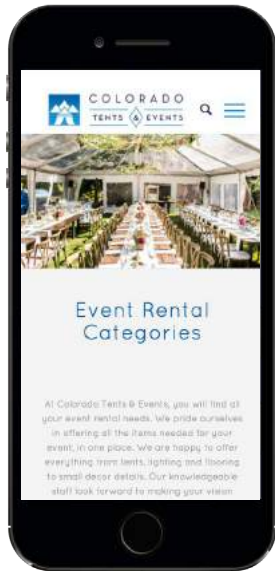 COLORADO
TENTS & EVENTS
Event Rental
Categories
At Colorado Tents & Events, you will find all
your event rental needs. We pride ourselves
in offering all the items needed for your
event, in one place. We are happy to offer
everything from tents, lighting and flooring
to small decor details. Our knowledgeable
staff look forward to making your vision